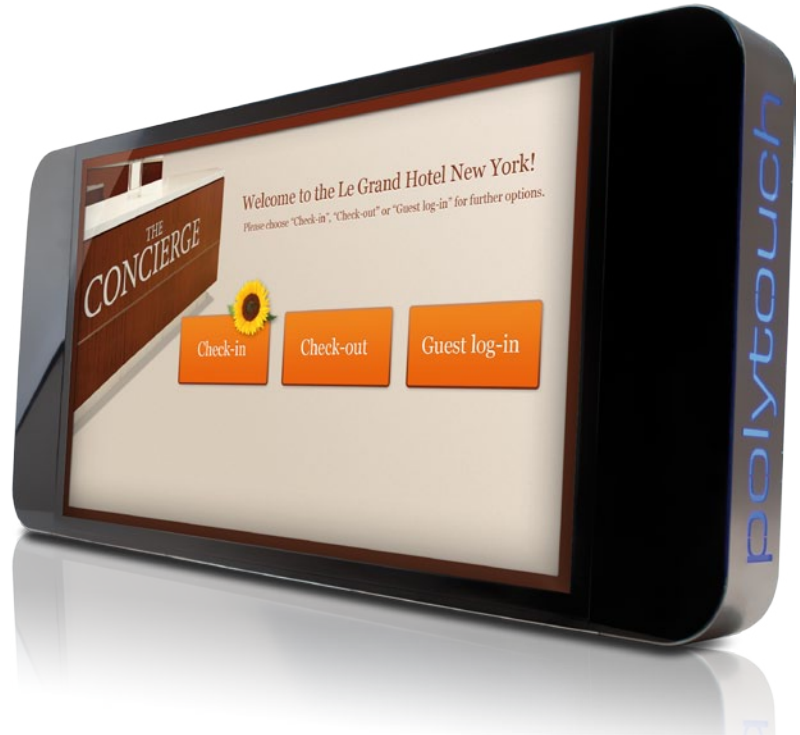 THE
CONCIERGE
Welcome to the Le Grand Hotel New York!
Please choose “Check-in”, “Check-out” or “Guest log-in” for further options.
Check-in
Check-out
Guest log-in
polytouch